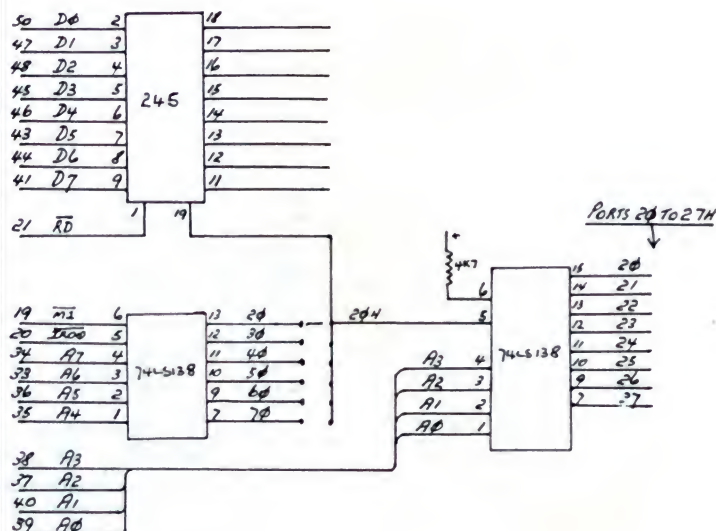 50 DØ 2 18
47 D1 3 17
48 D2 4 16
45 D3 5 15
46 D4 6 14
43 D5 7 13
44 D6 8 12
41 D7 9 11
245
1 19
21 RD
PORTS 2Ø TO 27H
+
4K7
6
5
2ØH
19 M1 6 13 2Ø
20 IROQ 5 12 3Ø
34 A7 4 11 4Ø
33 A6 3 10 5Ø
36 A5 2 9 6Ø
35 A4 1 7 7Ø
74LS138
A3 4
A2 3
A1 2
AØ 1
74LS138
15 2Ø
14 21
13 22
12 23
11 24
10 25
9 26
7 27
38 A3
37 A2
40 A1
39 AØ